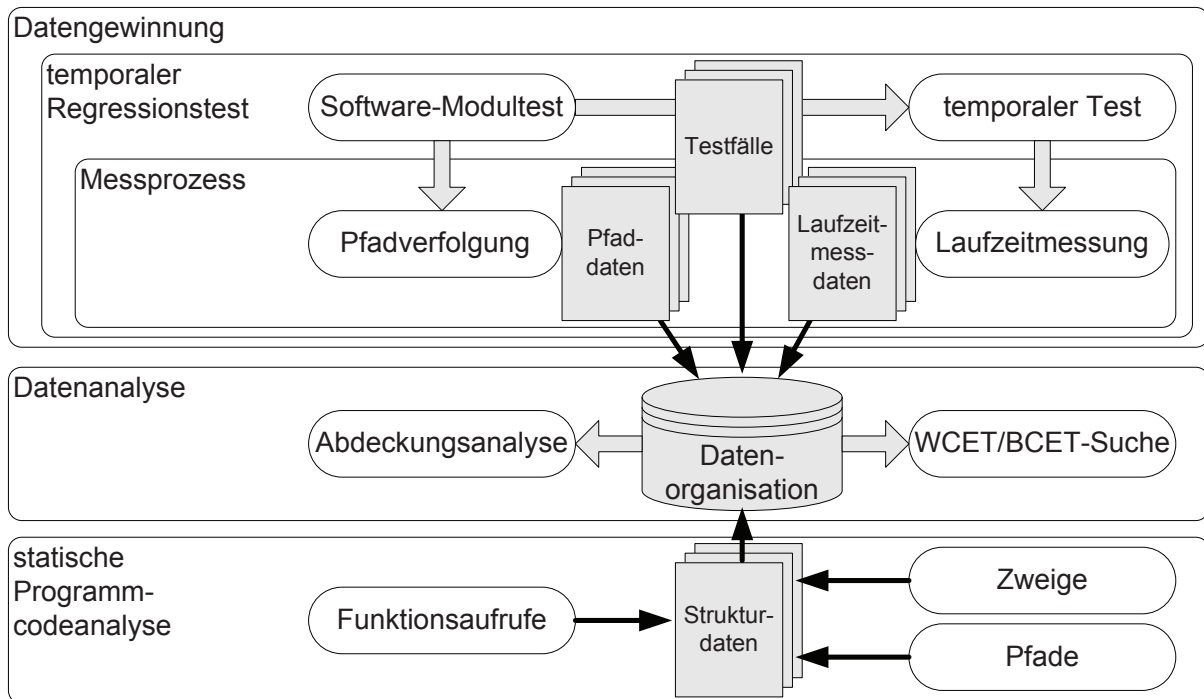 Datengewinnung
temporaler
Regressionstest
Software-Modultest
Testfälle
temporaler Test
Messprozess
Pfadverfolgung
Pfad-
daten
Laufzeit-
mess-
daten
Laufzeitmessung
Datenanalyse
Abdeckungsanalyse
Daten-
organisation
WCET/BCET-Suche
statische
Programm-
codeanalyse
Funktionsaufrufe
Struktur-
daten
Zweige
Pfade